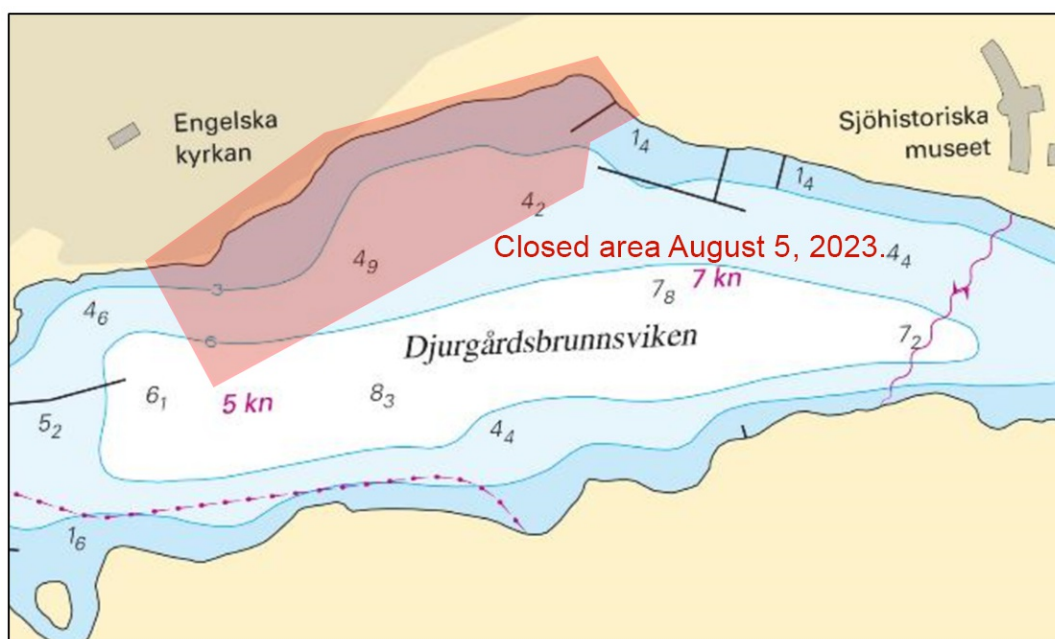 Engelska
kyrkan
Sjöhistoriska
museet
1₄
1₄
4₂
Closed area August 5, 2023.
4₄
4₉
7 kn
3
7₈
4₆
6
Djurgårdsbrunnsviken
7₂
6₁
5 kn
8₃
5₂
4₄
1₆